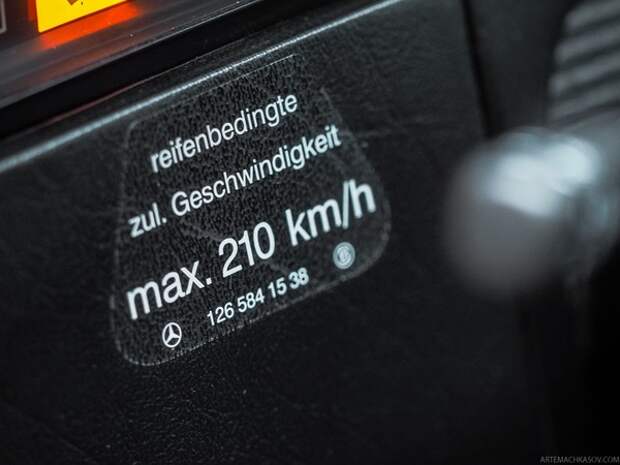 reifenbedingte
zul. Geschwindigkeit
max. 210 km/h
126 584 15 38
ARTEMACHKASOV.COM